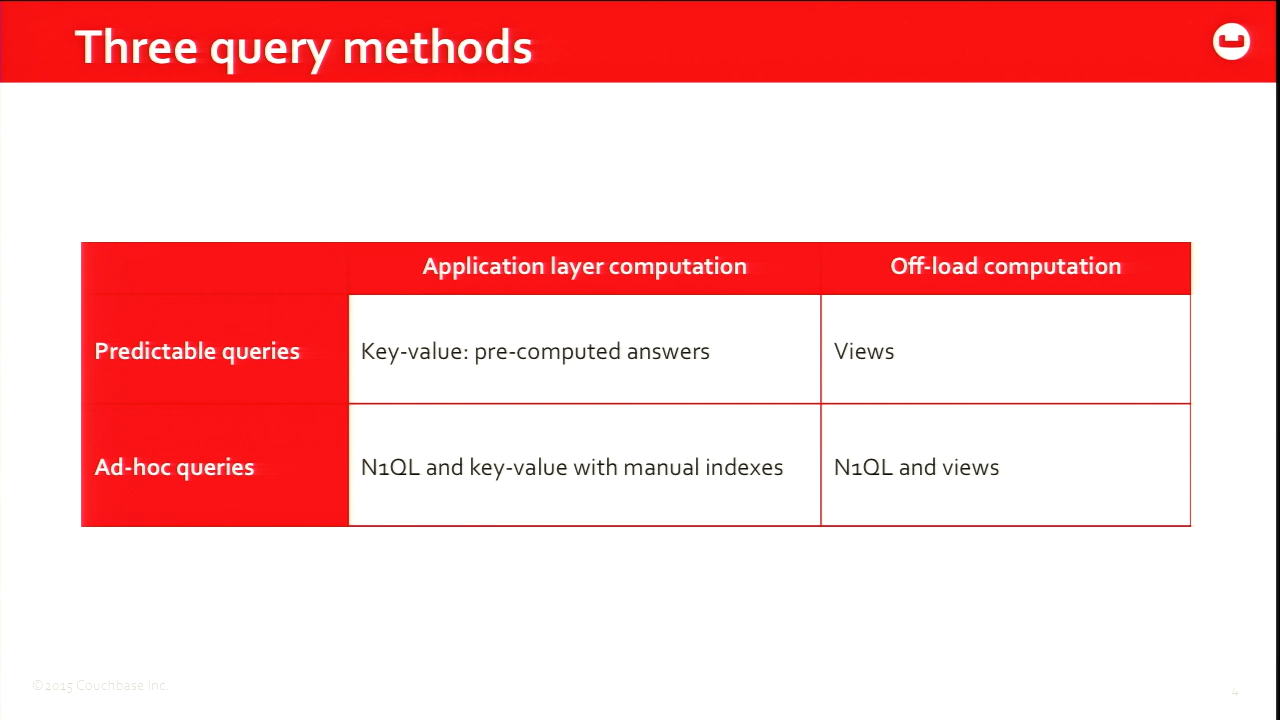 Three query methods
Application layer computation
Off-load computation
Predictable queries
Key-value: pre-computed answers
Views
Ad-hoc queries
N1QL and key-value with manual indexes
N1QL and views
©2015 Couchbase Inc.
4